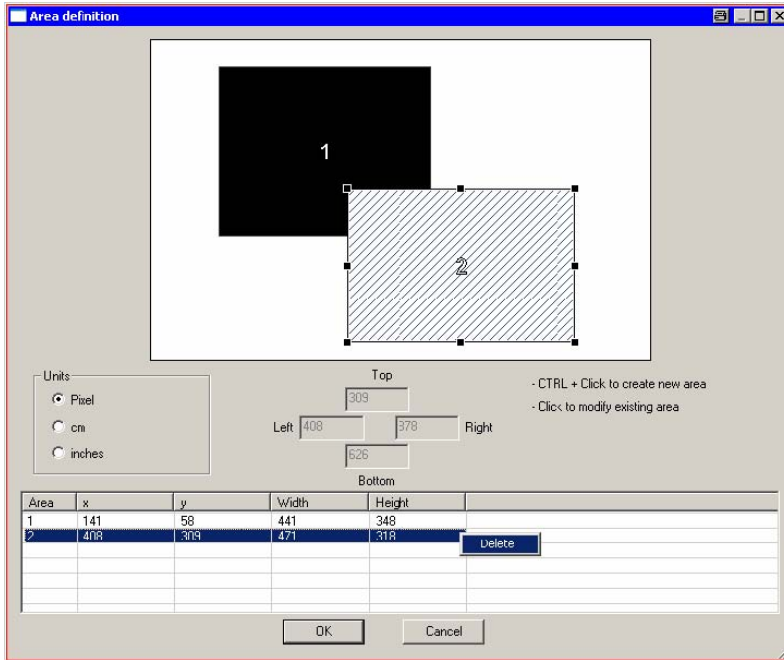 Area definition
1
2
Units
Pixel
cm
inches
Top
309
Left 408 378 Right
626
Bottom
- CTRL + Click to create new area
- Click to modify existing area
Area x y Width Height
1 141 58 441 348
2 408 309 471 318
Delete
OK Cancel